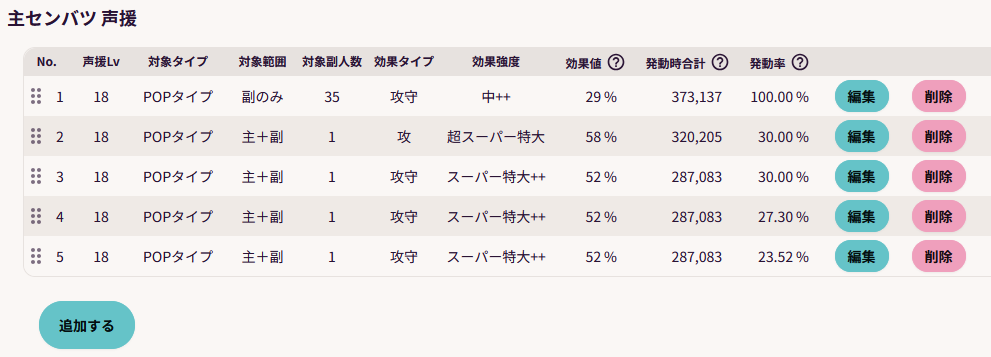 主センバツ 声援
No. 声援Lv 対象タイプ 対象範囲 対象副人数 効果タイプ 効果強度 効果値 ? 発動時合計 ? 発動率 ?
1 18 POPタイプ 副のみ 35 攻守 中++ 29 % 373,137 100.00 % 編集 削除
2 18 POPタイプ 主＋副 1 攻 超スーパー特大 58 % 320,205 30.00 % 編集 削除
3 18 POPタイプ 主＋副 1 攻守 スーパー特大++ 52 % 287,083 30.00 % 編集 削除
4 18 POPタイプ 主＋副 1 攻守 スーパー特大++ 52 % 287,083 27.30 % 編集 削除
5 18 POPタイプ 主＋副 1 攻守 スーパー特大++ 52 % 287,083 23.52 % 編集 削除
追加する